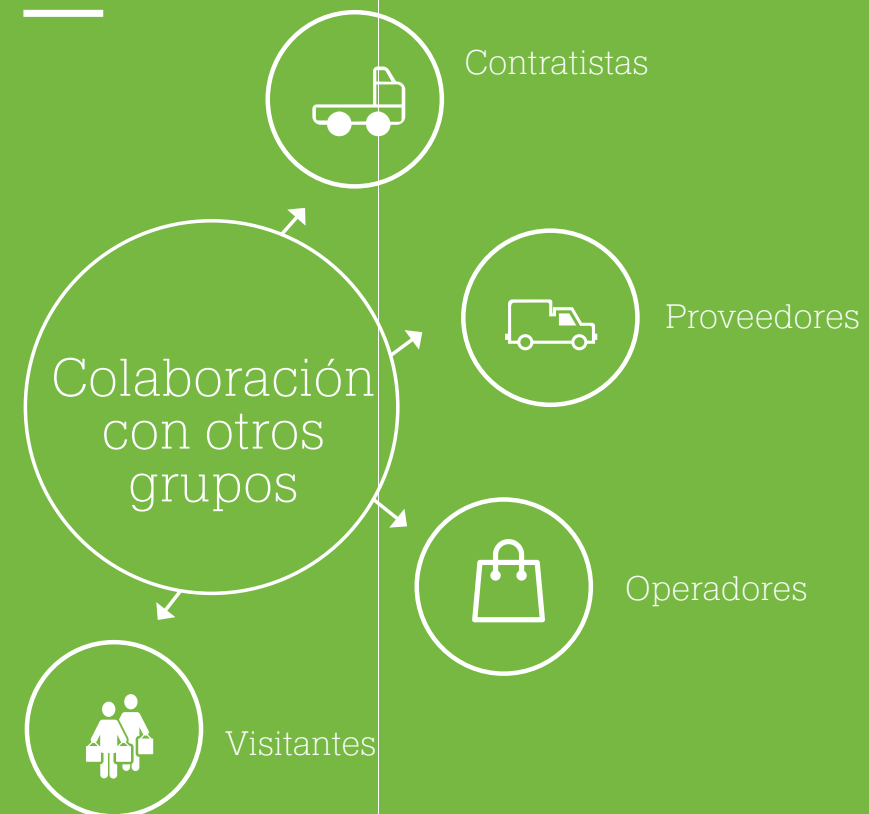 Contratistas
Proveedores
Colaboración
con otros
grupos
Operadores
Visitantes